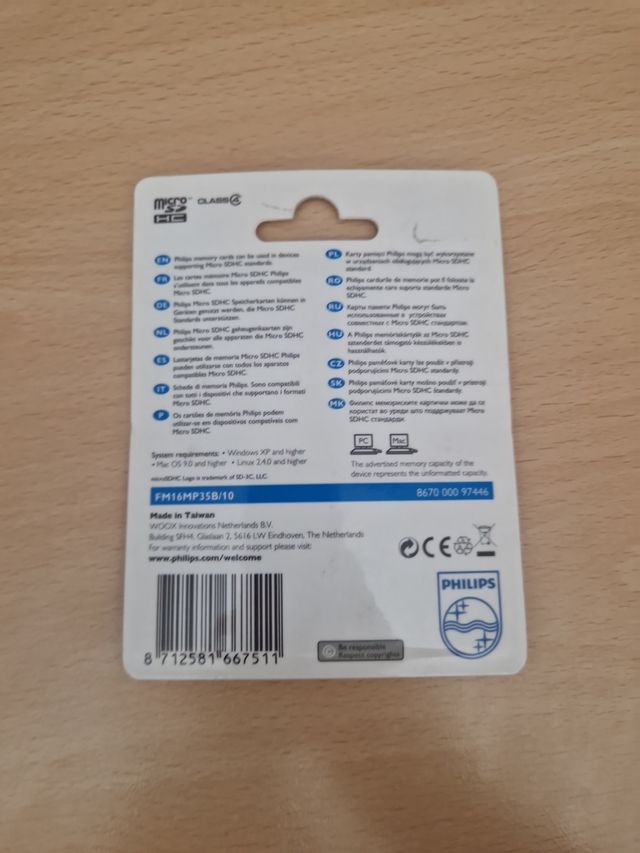 micro SD HC CLASS 4
EN Philips memory cards can be used in devices
supporting Micro SDHC standards.
FR Les cartes mémoire Micro SDHC Philips
s'utilisent dans tous les appareils compatibles
Micro SDHC.
DE Philips Micro SDHC Speicherkarten können in
Geräten genutzt werden, die Micro SDHC
Standards unterstützen.
NL Philips Micro SDHC geheugenkaarten zijn
geschikt voor alle apparaten die Micro SDHC
ondersteunen.
ES Lastarjetas de memoria Micro SDHC Philips
pueden utilizarse con todos los aparatos
compatibles Micro SDHC.
IT Schede di memoria Philips. Sono compatibili
con tutti i dispositivi che supportano i formati
Micro SDHC.
P Os cartões de memória Philips podem
utilizar-se em dispositivos compatíveis com
Micro SDHC.
PL Karty pamięci Philips mogą być wykorzystane
w urządzeniach obsługujących Micro SDHC
standard.
RO Philips cardurile de memorie pot fi folosite la
echipamente care suporta standardele Micro
SDHC.
RU Карты памяти Philips могут быть
использованные в устройствах
совместимых с Micro SDHC стандартом.
HU A Philips memóriakártyák az Micro SDHC
sztenderdet támogató készülékeiben is
használhatók.
CZ Philips paměťové karty lze použít v přístroji
podporujícími Micro SDHC standardy.
SK Philips pamäťové karty možno použiť v prístroji
podporujúcimi Micro SDHC štandardy.
MK Филипс мемориските картички може да се
користат во уреди што поддржуваат Micro
SDHC стандарди.
PC Mac
System requirements: • Windows XP and higher
• Mac OS 9.0 and higher • Linux 2.4.0 and higher
microSDHC Logo is trademark of SD-3C, LLC.
The advertised memory capacity of the
device represents the unformatted capacity.
FM16MP35B/10 8670 000 97446
Made in Taiwan
WOOX Innovations Netherlands B.V.
Building SFH4, Glaslaan 2, 5616 LW Eindhoven, The Netherlands
For warranty information and support please visit:
www.philips.com/welcome
CE
PHILIPS
© Be responsible
Respect copyrights
8 712581 667511